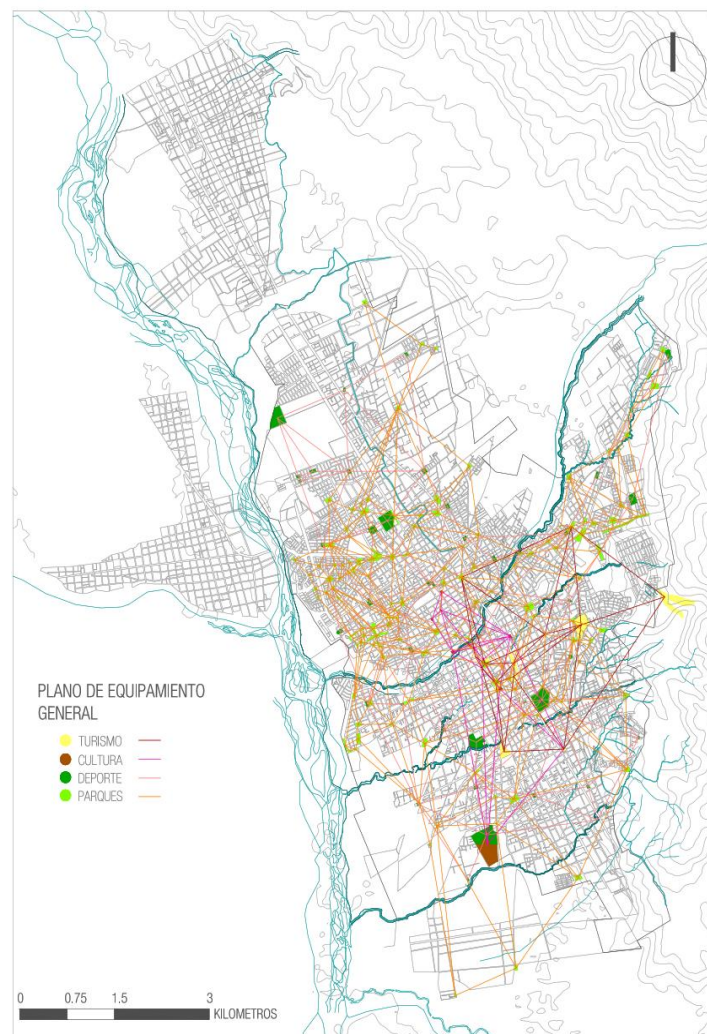 PLANO DE EQUIPAMIENTO
GENERAL
TURISMO
CULTURA
DEPORTE
PARQUES
0 0.75 1.5 3 KILOMETROS